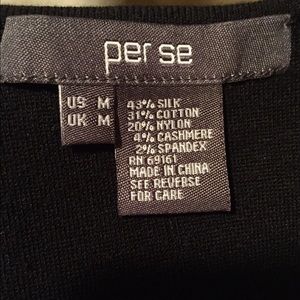 per se
US M
UK M
43% SILK
31% COTTON
20% NYLON
4% CASHMERE
2% SPANDEX
RN 69161
MADE IN CHINA
SEE REVERSE
FOR CARE